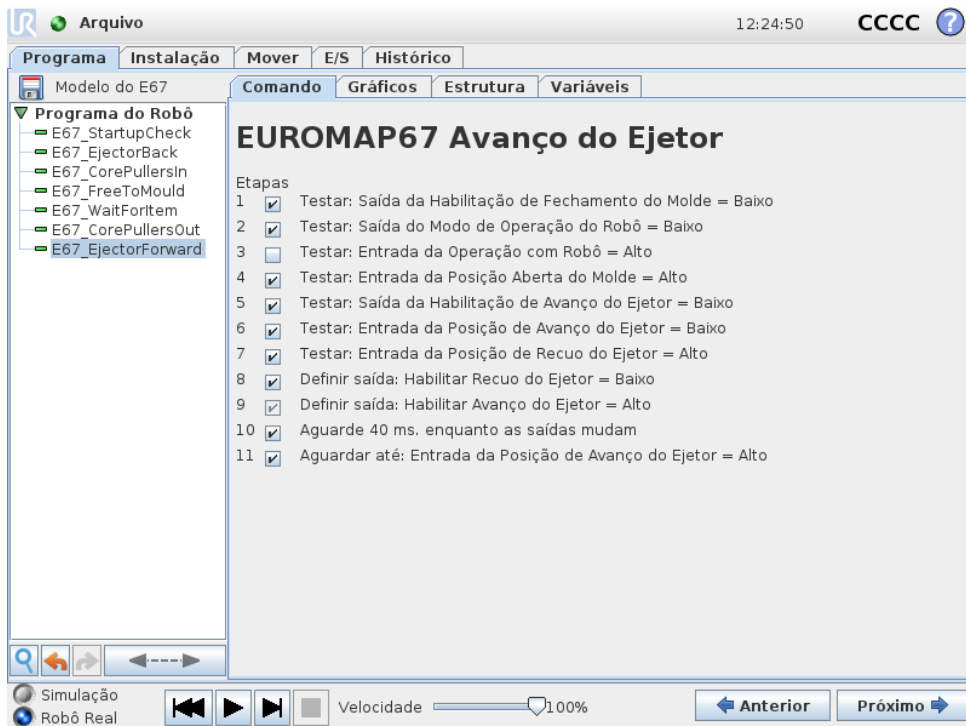 UR Arquivo 12:24:50 CCCC ?
Programa Instalação Mover E/S Histórico
Modelo do E67
Comando Gráficos Estrutura Variáveis
Programa do Robô
E67_StartupCheck
E67_EjectorBack
E67_CorePullersIn
E67_FreeToMould
E67_WaitForItem
E67_CorePullersOut
E67_EjectorForward
EUROMAP67 Avanço do Ejetor
Etapas
1 Testar: Saída da Habilitação de Fechamento do Molde = Baixo
2 Testar: Saída do Modo de Operação do Robô = Baixo
3 Testar: Entrada da Operação com Robô = Alto
4 Testar: Entrada da Posição Aberta do Molde = Alto
5 Testar: Saída da Habilitação de Avanço do Ejetor = Baixo
6 Testar: Entrada da Posição de Avanço do Ejetor = Baixo
7 Testar: Entrada da Posição de Recuo do Ejetor = Alto
8 Definir saída: Habilitar Recuo do Ejetor = Baixo
9 Definir saída: Habilitar Avanço do Ejetor = Alto
10 Aguarde 40 ms. enquanto as saídas mudam
11 Aguardar até: Entrada da Posição de Avanço do Ejetor = Alto
Simulação
Robô Real
Velocidade 100%
Anterior Próximo